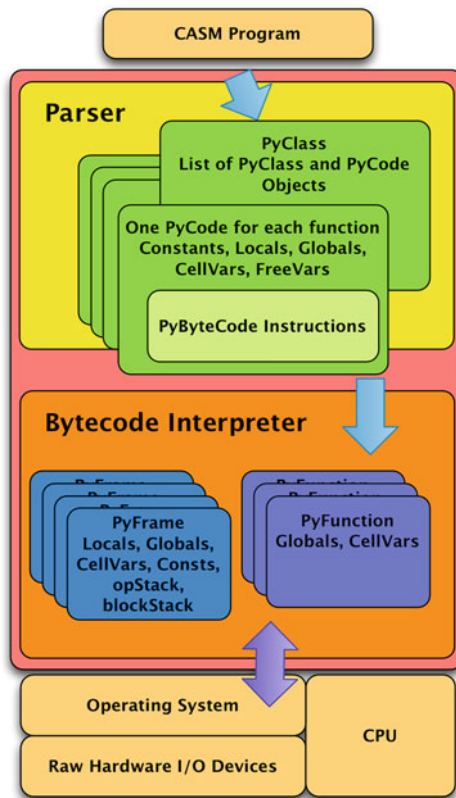 CASM Program
Parser
PyClass
List of PyClass and PyCode
Objects
One PyCode for each function
Constants, Locals, Globals,
CellVars, FreeVars
PyByteCode Instructions
Bytecode Interpreter
PyFrame
Locals, Globals,
CellVars, Consts,
opStack,
blockStack
PyFunction
Globals, CellVars
Operating System
CPU
Raw Hardware I/O Devices